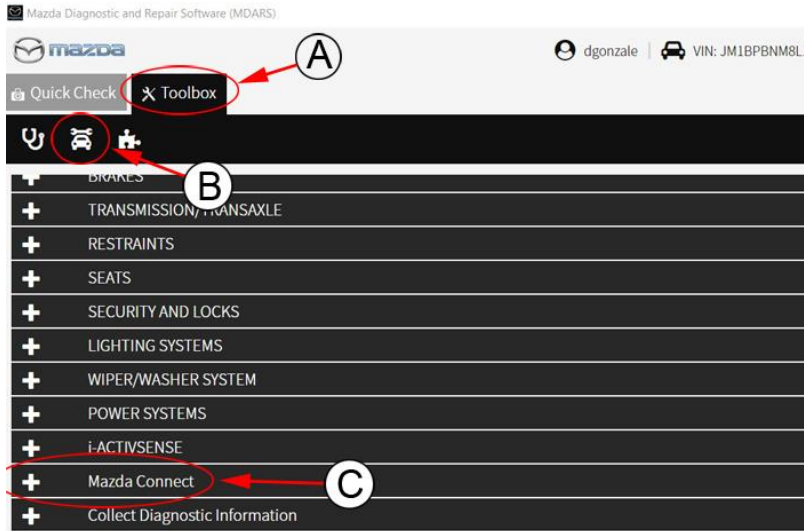 Mazda Diagnostic and Repair Software (MDARS)
mazda
dgonzale | VIN: JM1BPBNM8L
A
Quick Check
Toolbox
B
BRAKES
TRANSMISSION/TRANSAXLE
RESTRAINTS
SEATS
SECURITY AND LOCKS
LIGHTING SYSTEMS
WIPER/WASHER SYSTEM
POWER SYSTEMS
i-ACTIVSENSE
Mazda Connect
C
Collect Diagnostic Information